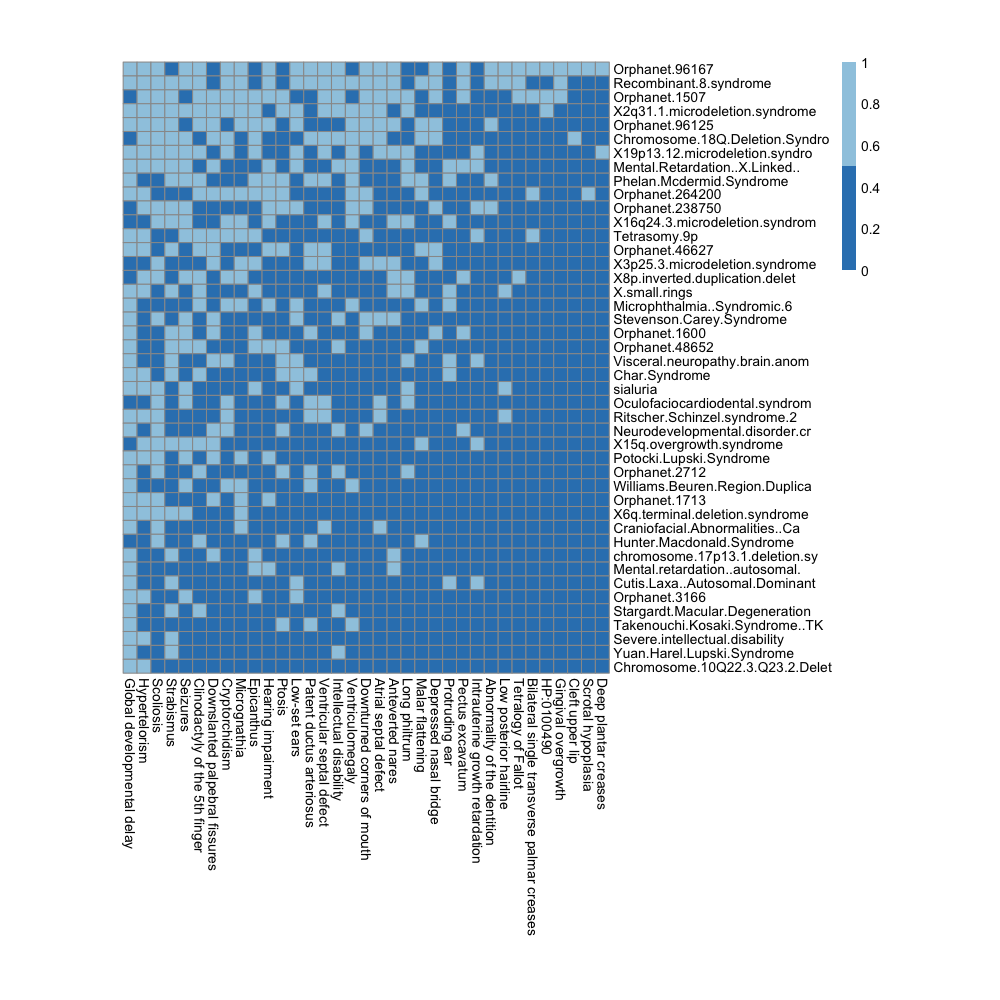 1
0.8
0.6
0.4
0.2
0
Orphanet.96167
Recombinant.8.syndrome
Orphanet.1507
X2q31.1.microdeletion.syndrome
Orphanet.96125
Chromosome.18Q.Deletion.Syndro
X19p13.12.microdeletion.syndro
Mental.Retardation..X.Linked..
Phelan.Mcdermid.Syndrome
Orphanet.264200
Orphanet.238750
X16q24.3.microdeletion.syndrom
Tetrasomy.9p
Orphanet.46627
X3p25.3.microdeletion.syndrome
X8p.inverted.duplication.delet
X.small.rings
Microphthalmia..Syndromic.6
Stevenson.Carey.Syndrome
Orphanet.1600
Orphanet.48652
Visceral.neuropathy.brain.anom
Char.Syndrome
sialuria
Oculofaciocardiodental.syndrom
Ritscher.Schinzel.syndrome.2
Neurodevelopmental.disorder.cr
X15q.overgrowth.syndrome
Potocki.Lupski.Syndrome
Orphanet.2712
Williams.Beuren.Region.Duplica
Orphanet.1713
X6q.terminal.deletion.syndrome
Craniofacial.Abnormalities..Ca
Hunter.Macdonald.Syndrome
chromosome.17p13.1.deletion.sy
Mental.retardation..autosomal.
Cutis.Laxa..Autosomal.Dominant
Orphanet.3166
Stargardt.Macular.Degeneration
Takenouchi.Kosaki.Syndrome..TK
Severe.intellectual.disability
Yuan.Harel.Lupski.Syndrome
Chromosome.10Q22.3.Q23.2.Delet
Global developmental delay
Hypertelorism
Scoliosis
Strabismus
Seizures
Clinodactyly of the 5th finger
Downslanted palpebral fissures
Cryptorchidism
Micrognathia
Epicanthus
Hearing impairment
Ptosis
Low-set ears
Patent ductus arteriosus
Ventricular septal defect
Intellectual disability
Ventriculomegaly
Downturned corners of mouth
Atrial septal defect
Anteverted nares
Long philtrum
Malar flattening
Depressed nasal bridge
Protruding ear
Pectus excavatum
Intrauterine growth retardation
Abnormality of the dentition
Low posterior hairline
Tetralogy of Fallot
Bilateral single transverse palmar creases
HP:0100490
Gingival overgrowth
Cleft upper lip
Scrotal hypoplasia
Deep plantar creases